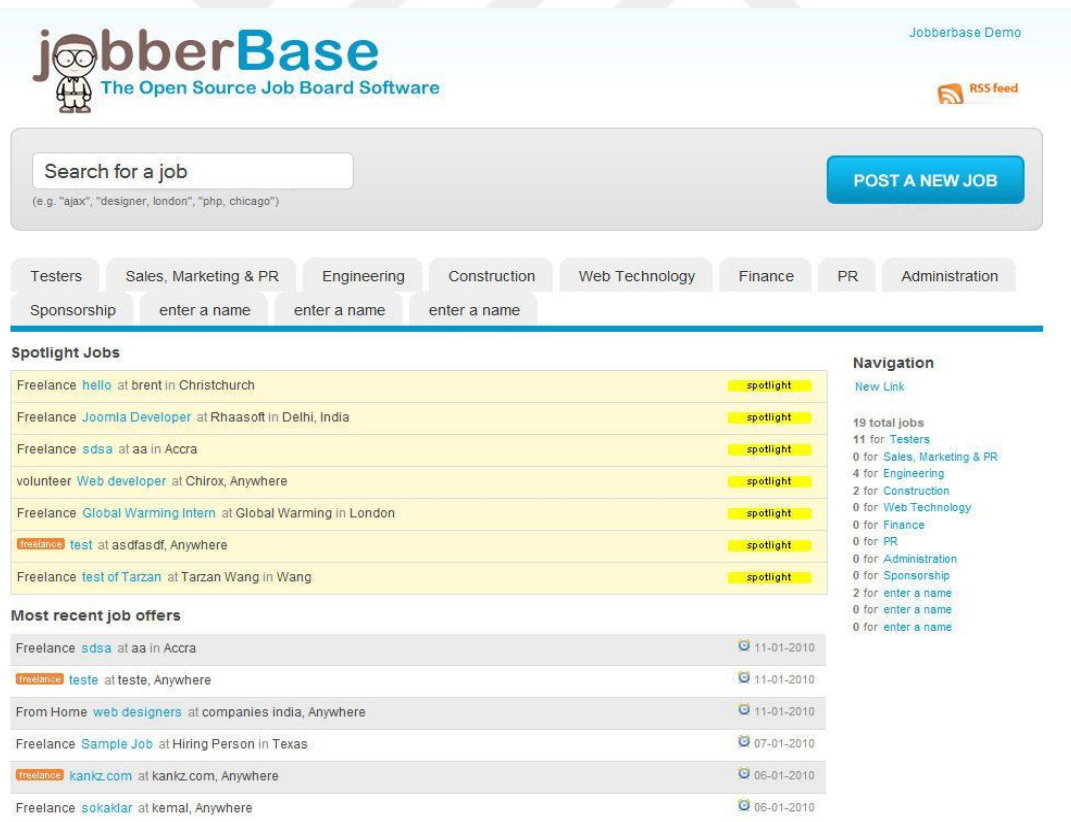 jobberBase
The Open Source Job Board Software
Jobberbase Demo
RSS feed
Search for a job
(e.g. "ajax", "designer, london", "php, chicago")
POST A NEW JOB
Testers Sales, Marketing & PR Engineering Construction Web Technology Finance PR Administration
Sponsorship enter a name enter a name enter a name
Spotlight Jobs
Freelance hello at brent in Christchurch spotlight
Freelance Joomla Developer at Rhaasoft in Delhi, India spotlight
Freelance sdsa at aa in Accra spotlight
volunteer Web developer at Chirox, Anywhere spotlight
Freelance Global Warming Intern at Global Warming in London spotlight
freelance test at asdfasdf, Anywhere spotlight
Freelance test of Tarzan at Tarzan Wang in Wang spotlight
Most recent job offers
Freelance sdsa at aa in Accra 11-01-2010
freelance teste at teste, Anywhere 11-01-2010
From Home web designers at companies india, Anywhere 11-01-2010
Freelance Sample Job at Hiring Person in Texas 07-01-2010
freelance kankz.com at kankz.com, Anywhere 06-01-2010
Freelance sokaklar at kemal, Anywhere 06-01-2010
Navigation
New Link
19 total jobs
11 for Testers
0 for Sales, Marketing & PR
4 for Engineering
2 for Construction
0 for Web Technology
0 for Finance
0 for PR
0 for Administration
0 for Sponsorship
2 for enter a name
0 for enter a name
0 for enter a name